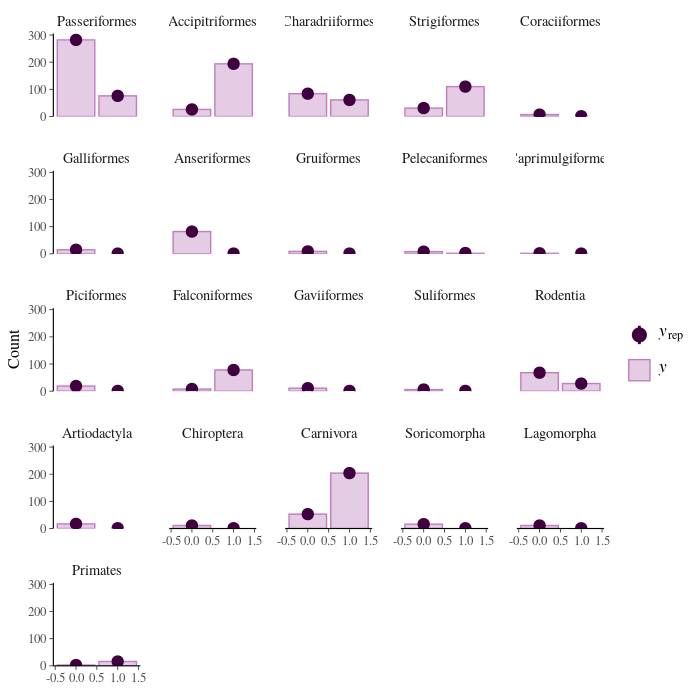 Passeriformes Accipitriformes Charadriiformes Strigiformes Coraciiformes
300
200
100
0
Galliformes Anseriformes Gruiformes Pelecaniformes Caprimulgiforme
300
200
100
0
Piciformes Falconiformes Gaviiformes Suliformes Rodentia
300
200
100
0
Count
y rep
y
Artiodactyla Chiroptera Carnivora Soricomorpha Lagomorpha
300
200
100
0
-0.5 0.0 0.5 1.0 1.5 -0.5 0.0 0.5 1.0 1.5 -0.5 0.0 0.5 1.0 1.5 -0.5 0.0 0.5 1.0 1.5
Primates
300
200
100
0
-0.5 0.0 0.5 1.0 1.5